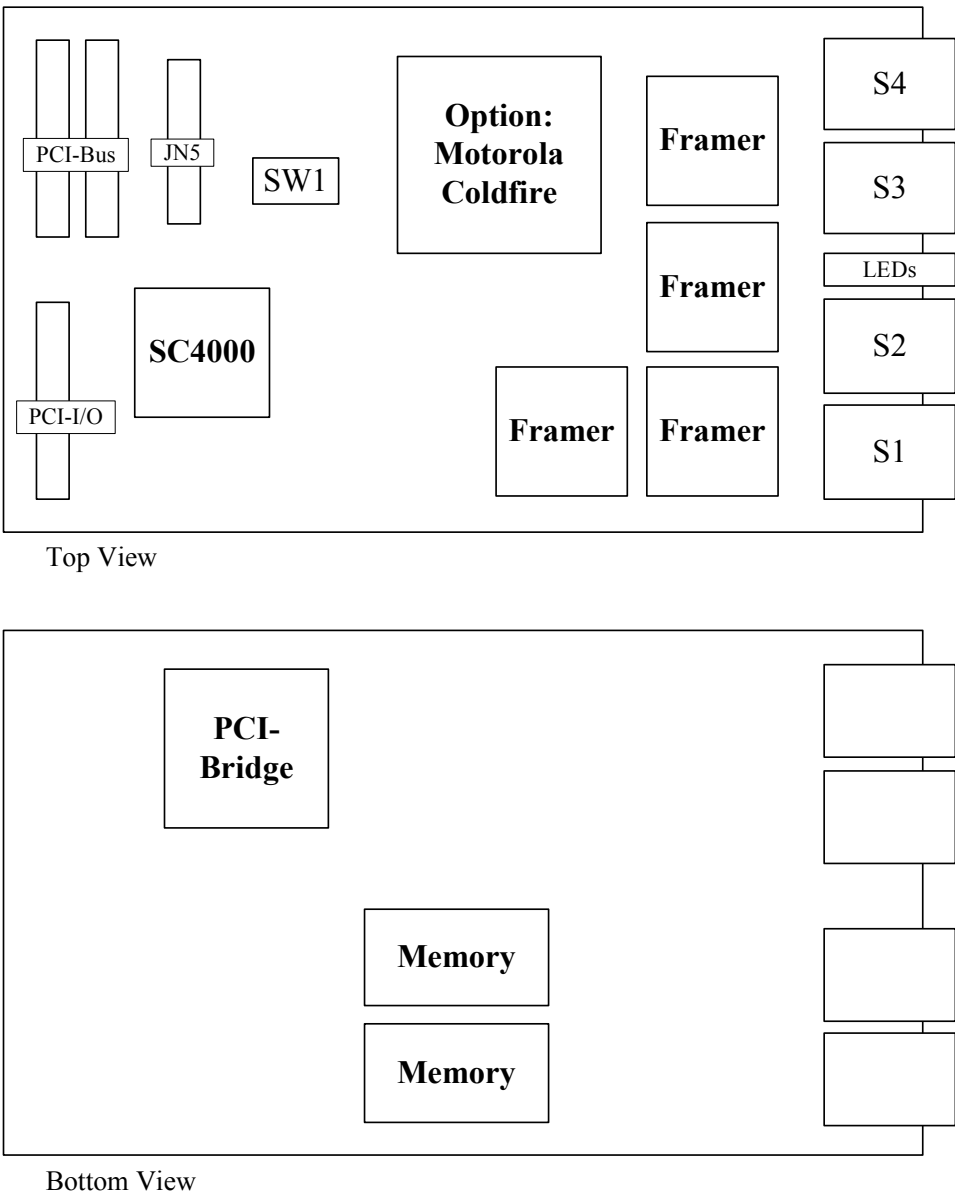 S4
Option:
Motorola
Coldfire
Framer
PCI-Bus
JN5
SW1
S3
LEDs
Framer
S2
SC4000
PCI-I/O
Framer
Framer
S1
Top View
PCI-
Bridge
Memory
Memory
Bottom View